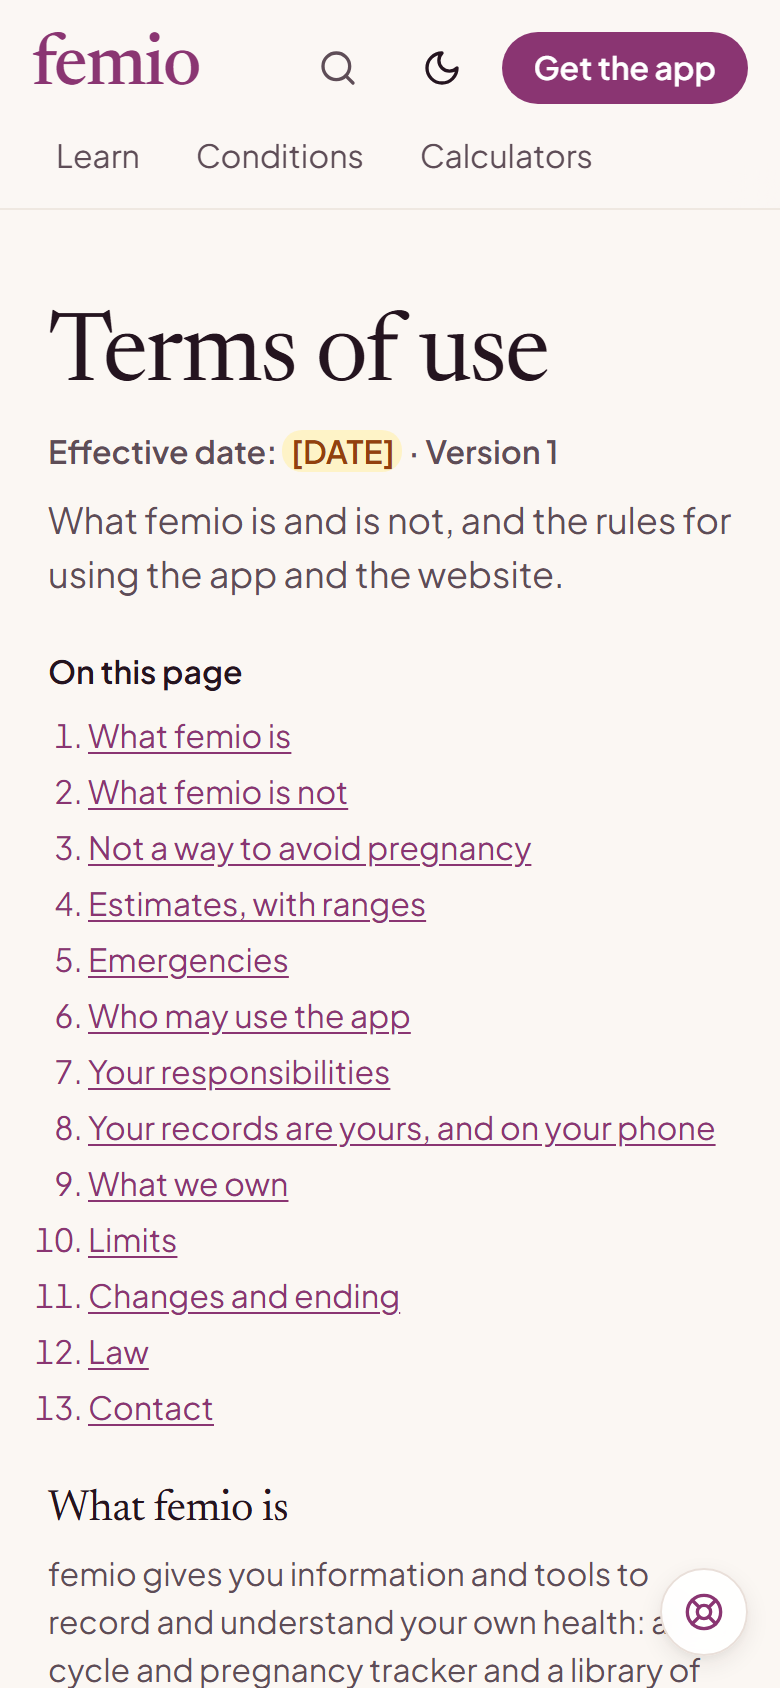 femio
Get the app
Learn Conditions Calculators
Terms of use
Effective date: [DATE] · Version 1
What femio is and is not, and the rules for
using the app and the website.
On this page
1. What femio is
2. What femio is not
3. Not a way to avoid pregnancy
4. Estimates, with ranges
5. Emergencies
6. Who may use the app
7. Your responsibilities
8. Your records are yours, and on your phone
9. What we own
10. Limits
11. Changes and ending
12. Law
13. Contact
What femio is
femio gives you information and tools to
record and understand your own health: a
cycle and pregnancy tracker and a library of